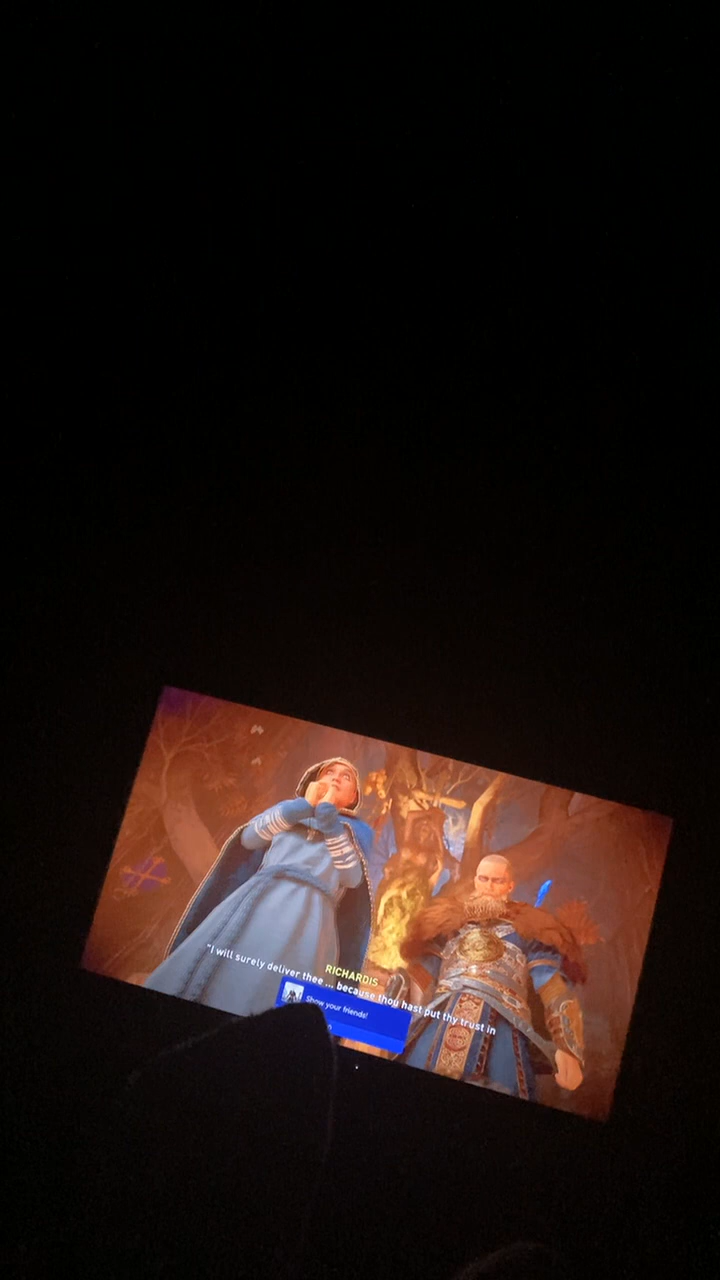 RICHARDIS
"I will surely deliver thee ... because thou hast put thy trust in
Show your friends!